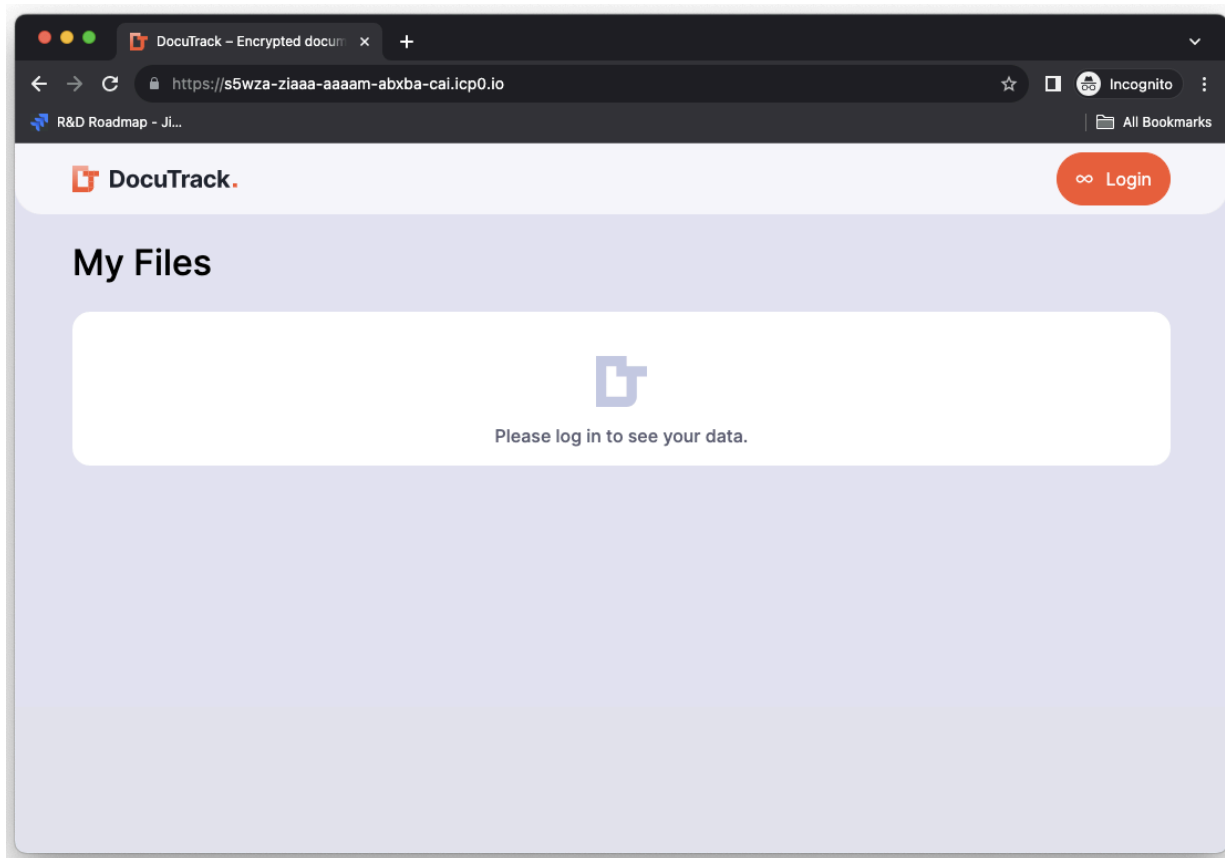 DocuTrack – Encrypted docum
https://s5wza-ziaaa-aaaam-abxba-cai.icp0.io
Incognito
R&D Roadmap - Ji...
All Bookmarks
DocuTrack.
Login
My Files
Please log in to see your data.